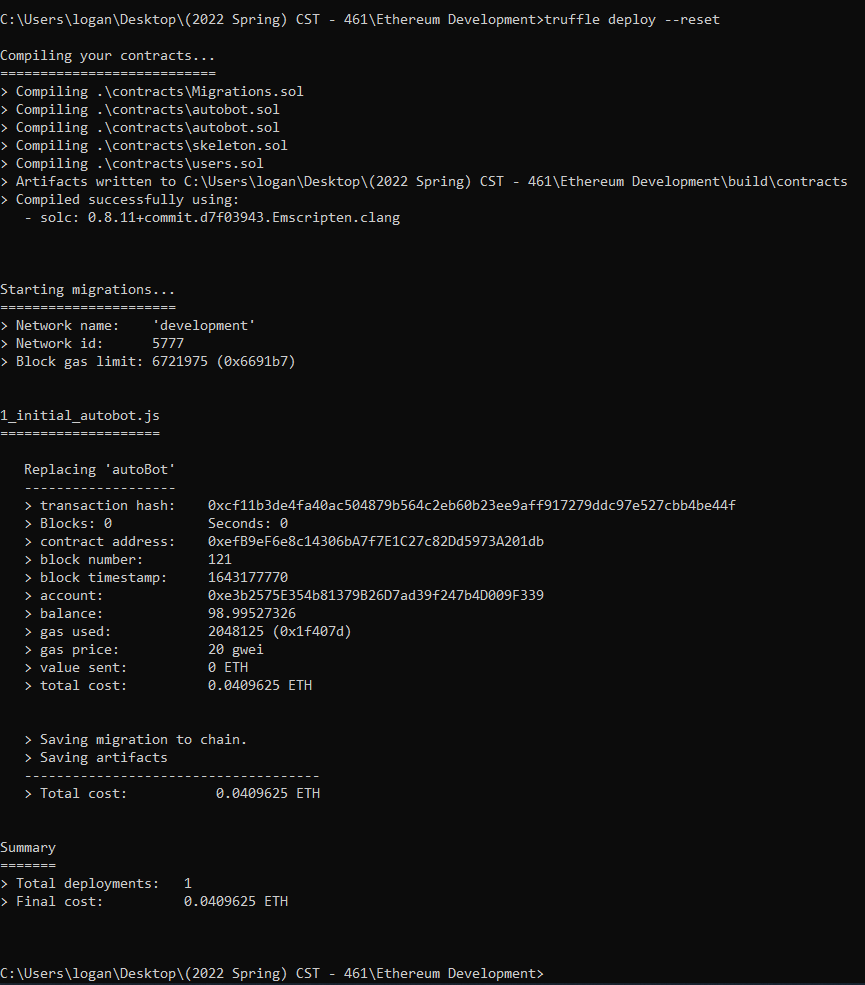 C:\Users\logan\Desktop\(2022 Spring) CST - 461\Ethereum Development>truffle deploy --reset
Compiling your contracts...
===========================
> Compiling .\contracts\Migrations.sol
> Compiling .\contracts\autobot.sol
> Compiling .\contracts\autobot.sol
> Compiling .\contracts\skeleton.sol
> Compiling .\contracts\users.sol
> Artifacts written to C:\Users\logan\Desktop\(2022 Spring) CST - 461\Ethereum Development\build\contracts
> Compiled successfully using:
   - solc: 0.8.11+commit.d7f03943.Emscripten.clang
Starting migrations...
======================
> Network name:    'development'
> Network id:      5777
> Block gas limit: 6721975 (0x6691b7)
1_initial_autobot.js
====================
   Replacing 'autoBot'
   -------------------
   > transaction hash:    0xcf11b3de4fa40ac504879b564c2eb60b23ee9aff917279ddc97e527cbb4be44f
   > Blocks: 0            Seconds: 0
   > contract address:    0xefB9eF6e8c14306bA7f7E1C27c82Dd5973A201db
   > block number:        121
   > block timestamp:     1643177770
   > account:             0xe3b2575E354b81379B26D7ad39f247b4D009F339
   > balance:             98.99527326
   > gas used:            2048125 (0x1f407d)
   > gas price:           20 gwei
   > value sent:          0 ETH
   > total cost:          0.0409625 ETH
   > Saving migration to chain.
   > Saving artifacts
   -------------------------------------
   > Total cost:           0.0409625 ETH
Summary
=======
> Total deployments:   1
> Final cost:          0.0409625 ETH
C:\Users\logan\Desktop\(2022 Spring) CST - 461\Ethereum Development>